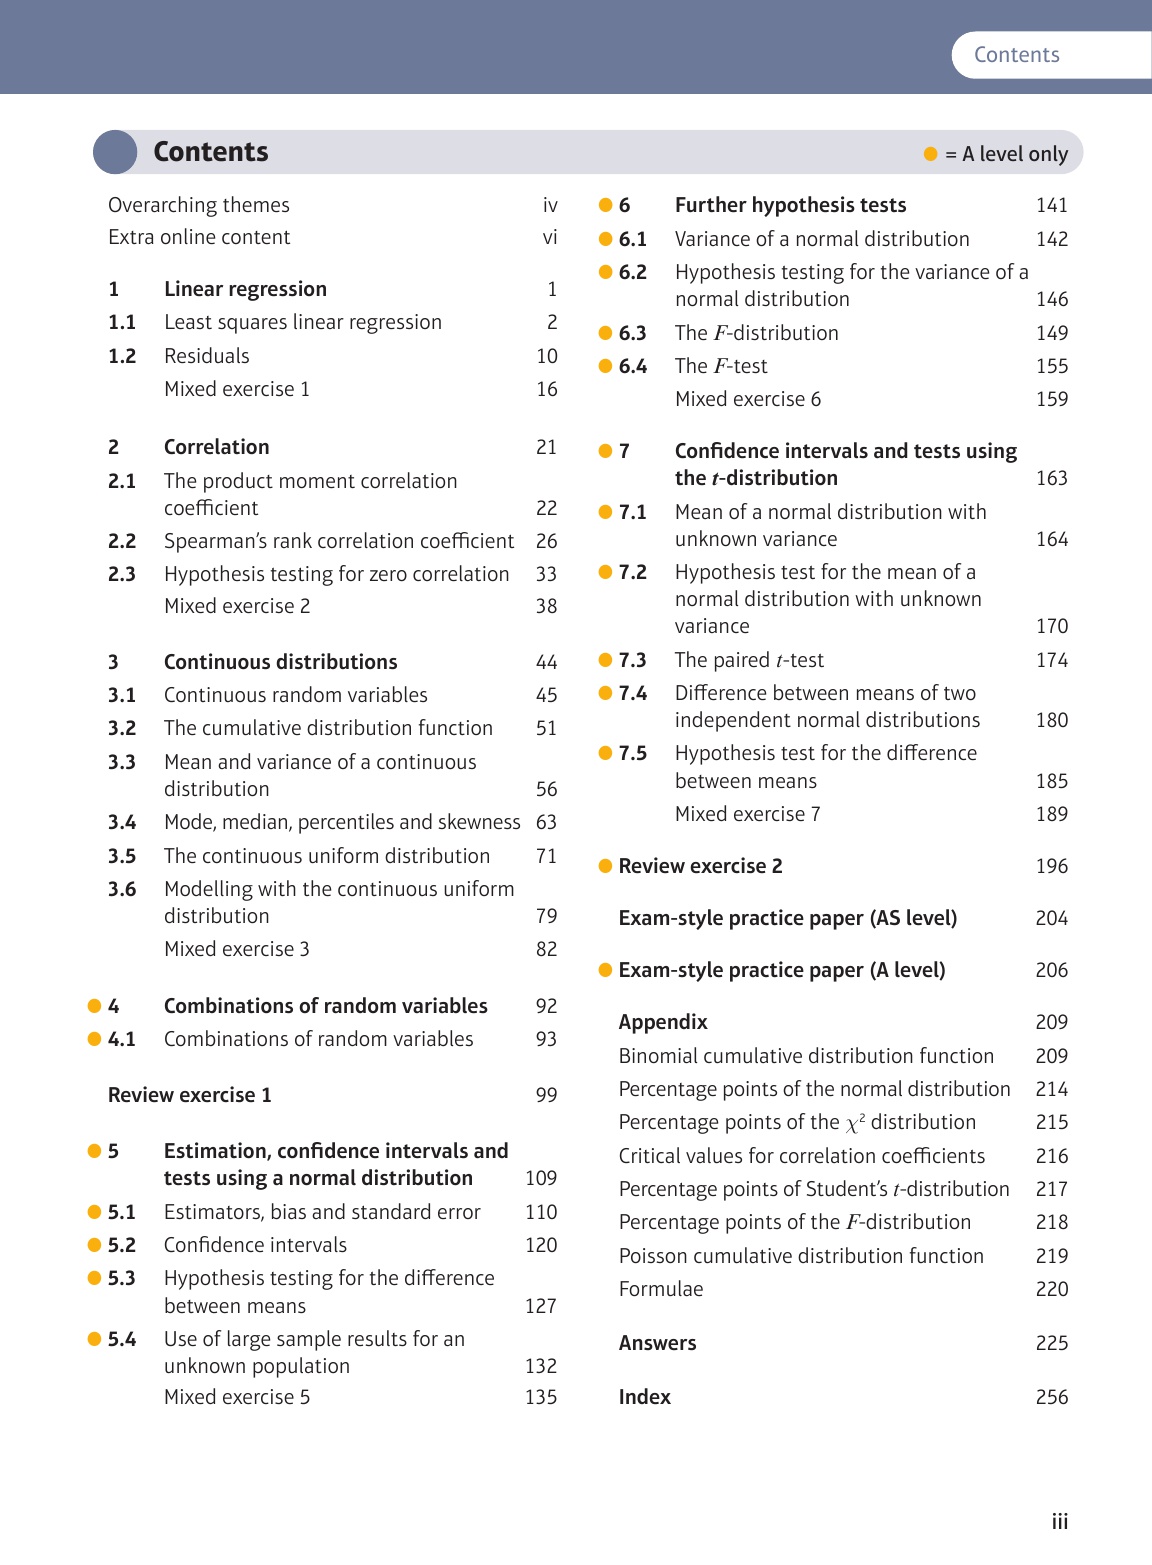 Contents
Contents
= A level only
Overarching themes iv
Extra online content vi
1 Linear regression 1
1.1 Least squares linear regression 2
1.2 Residuals 10
Mixed exercise 1 16
2 Correlation 21
2.1 The product moment correlation
coefficient 22
2.2 Spearman’s rank correlation coefficient 26
2.3 Hypothesis testing for zero correlation 33
Mixed exercise 2 38
3 Continuous distributions 44
3.1 Continuous random variables 45
3.2 The cumulative distribution function 51
3.3 Mean and variance of a continuous
distribution 56
3.4 Mode, median, percentiles and skewness 63
3.5 The continuous uniform distribution 71
3.6 Modelling with the continuous uniform
distribution 79
Mixed exercise 3 82
4 Combinations of random variables 92
4.1 Combinations of random variables 93
Review exercise 1 99
5 Estimation, confidence intervals and
tests using a normal distribution 109
5.1 Estimators, bias and standard error 110
5.2 Confidence intervals 120
5.3 Hypothesis testing for the difference
between means 127
5.4 Use of large sample results for an
unknown population 132
Mixed exercise 5 135
6 Further hypothesis tests 141
6.1 Variance of a normal distribution 142
6.2 Hypothesis testing for the variance of a
normal distribution 146
6.3 The F-distribution 149
6.4 The F-test 155
Mixed exercise 6 159
7 Confidence intervals and tests using
the t-distribution 163
7.1 Mean of a normal distribution with
unknown variance 164
7.2 Hypothesis test for the mean of a
normal distribution with unknown
variance 170
7.3 The paired t-test 174
7.4 Difference between means of two
independent normal distributions 180
7.5 Hypothesis test for the difference
between means 185
Mixed exercise 7 189
Review exercise 2 196
Exam-style practice paper (AS level) 204
Exam-style practice paper (A level) 206
Appendix 209
Binomial cumulative distribution function 209
Percentage points of the normal distribution 214
Percentage points of the χ² distribution 215
Critical values for correlation coefficients 216
Percentage points of Student’s t-distribution 217
Percentage points of the F-distribution 218
Poisson cumulative distribution function 219
Formulae 220
Answers 225
Index 256
iii